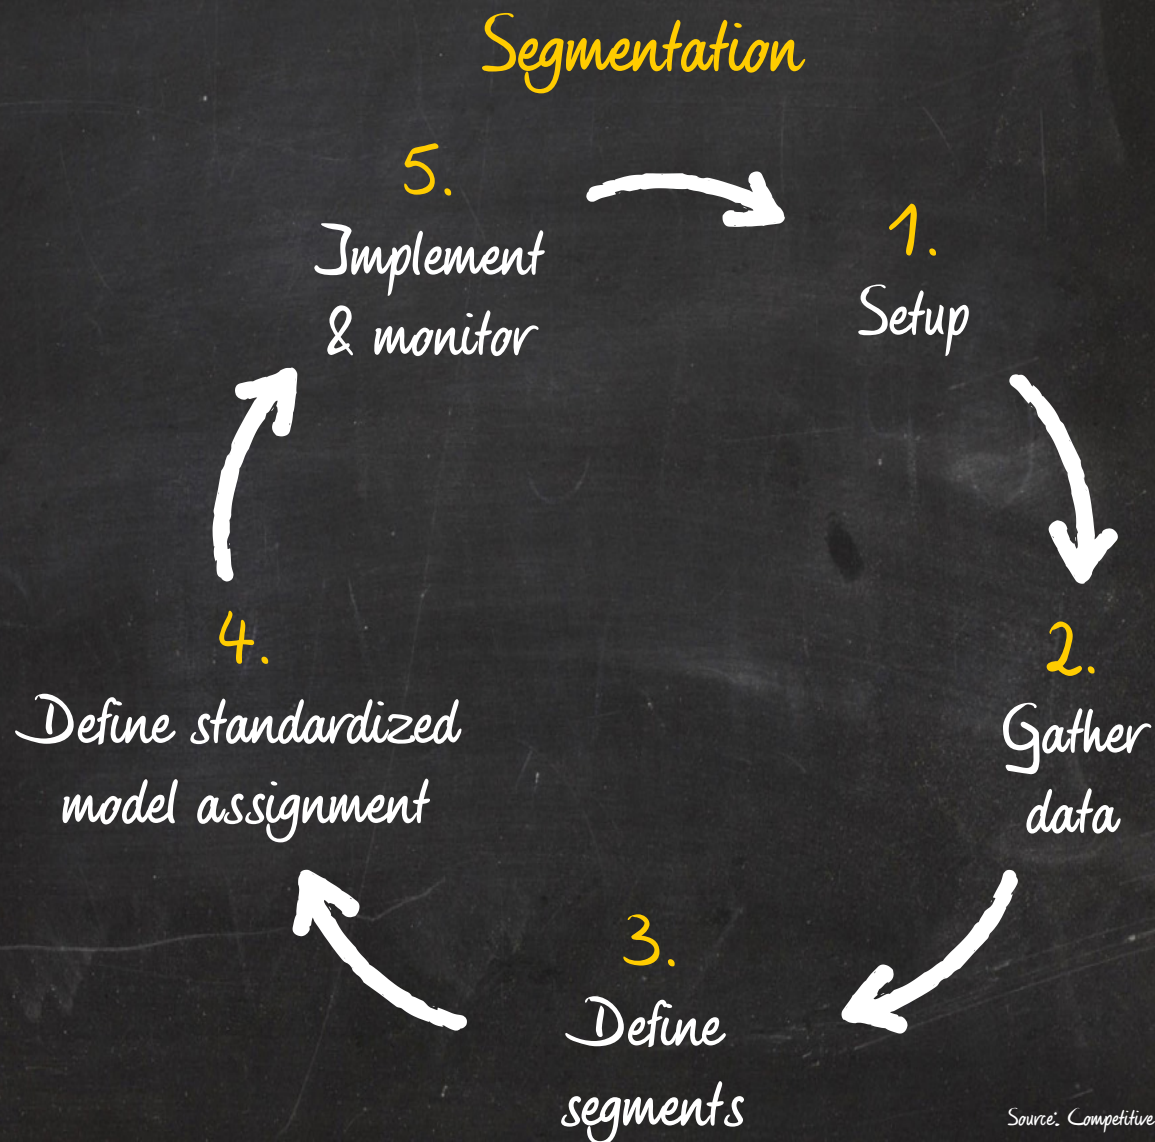 Segmentation
1.
Setup
2.
Gather
data
3.
Define
segments
4.
Define standardized
model assignment
5.
Implement
& monitor
Source: Competitive